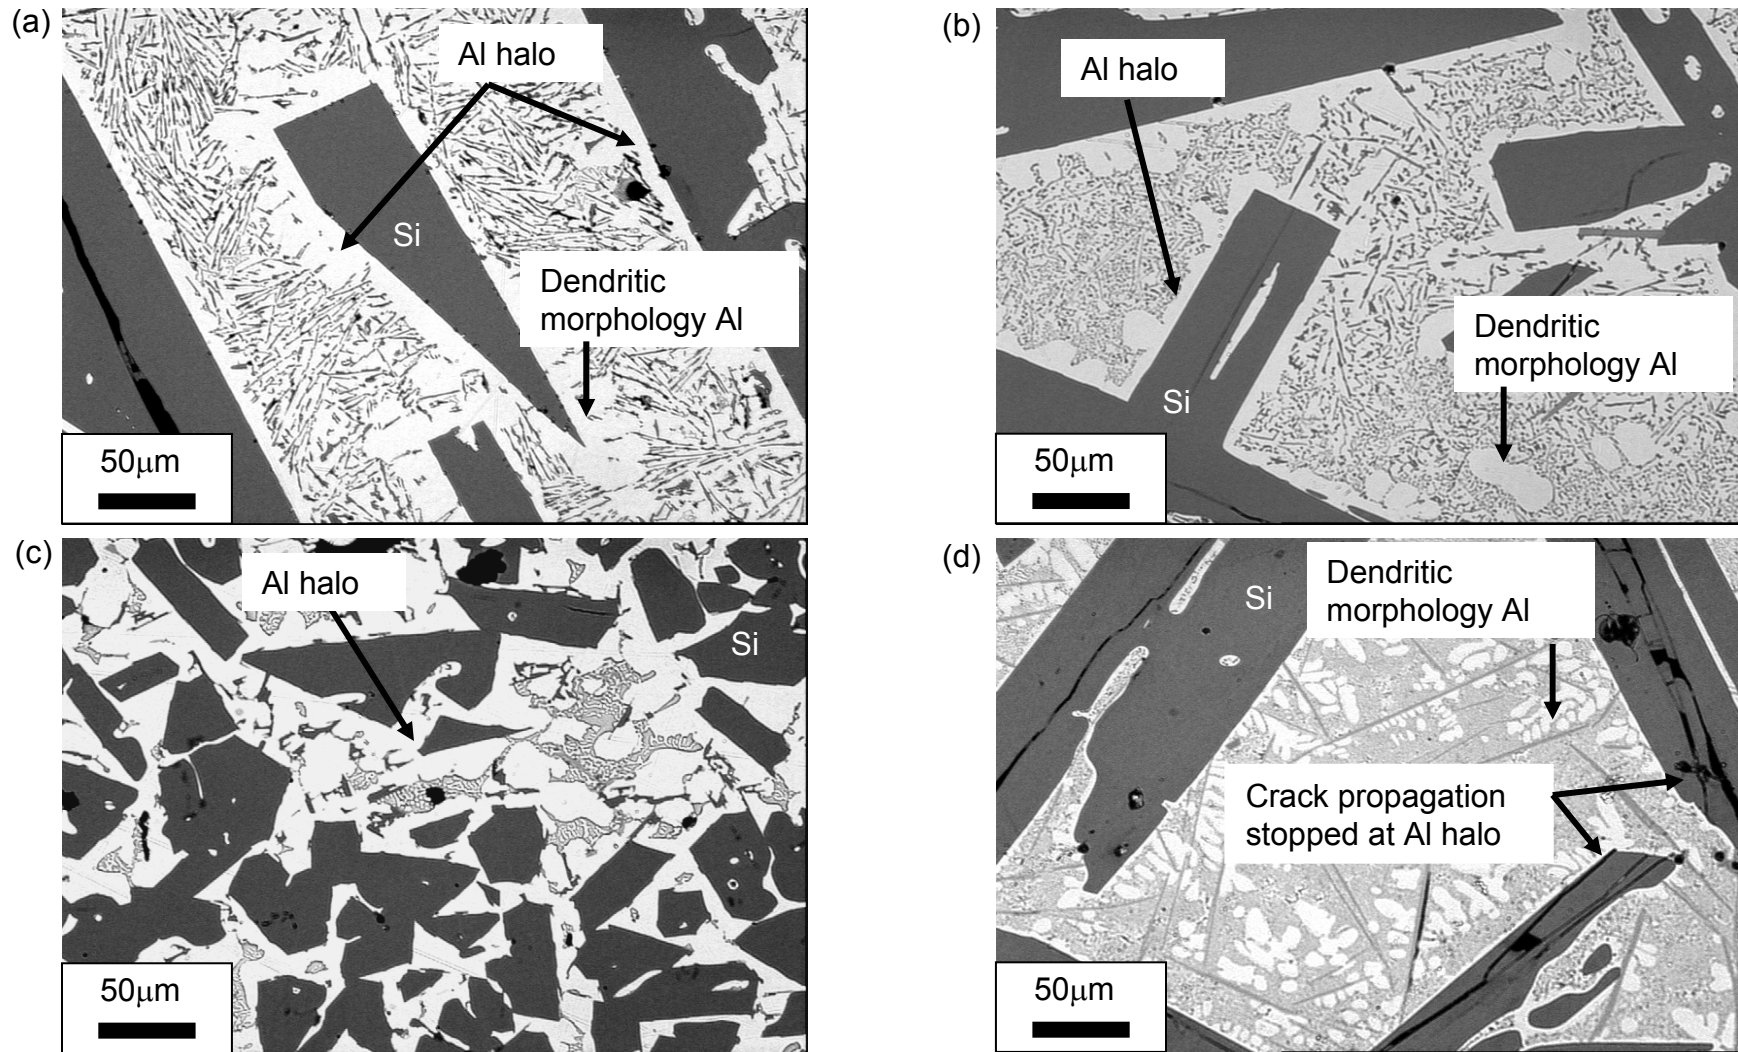 (a)
Al halo
Si
Dendritic
morphology Al
50μm
(b)
Al halo
Si
Dendritic
morphology Al
50μm
(c)
Al halo
Si
50μm
(d)
Si
Dendritic
morphology Al
Crack propagation
stopped at Al halo
50μm